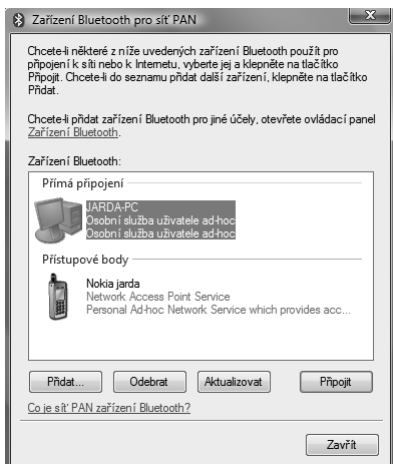 Zařízení Bluetooth pro síť PAN
Chcete-li některé z níže uvedených zařízení Bluetooth použít pro
připojení k síti nebo k Internetu, vyberte jej a klepněte na tlačítko
Připojit. Chcete-li do seznamu přidat další zařízení, klepněte na tlačítko
Přidat.
Chcete-li přidat zařízení Bluetooth pro jiné účely, otevřete ovládací panel
Zařízení Bluetooth.
Zařízení Bluetooth:
Přímá připojení
JARDA-PC
Osobní služba uživatele ad-hoc
Osobní služba uživatele ad-hoc
Přístupové body
Nokia jarda
Network Access Point Service
Personal Ad-hoc Network Service which provides acc...
Přidat... Odebrat Aktualizovat Připojit
Co je síť PAN zařízení Bluetooth?
Zavřít